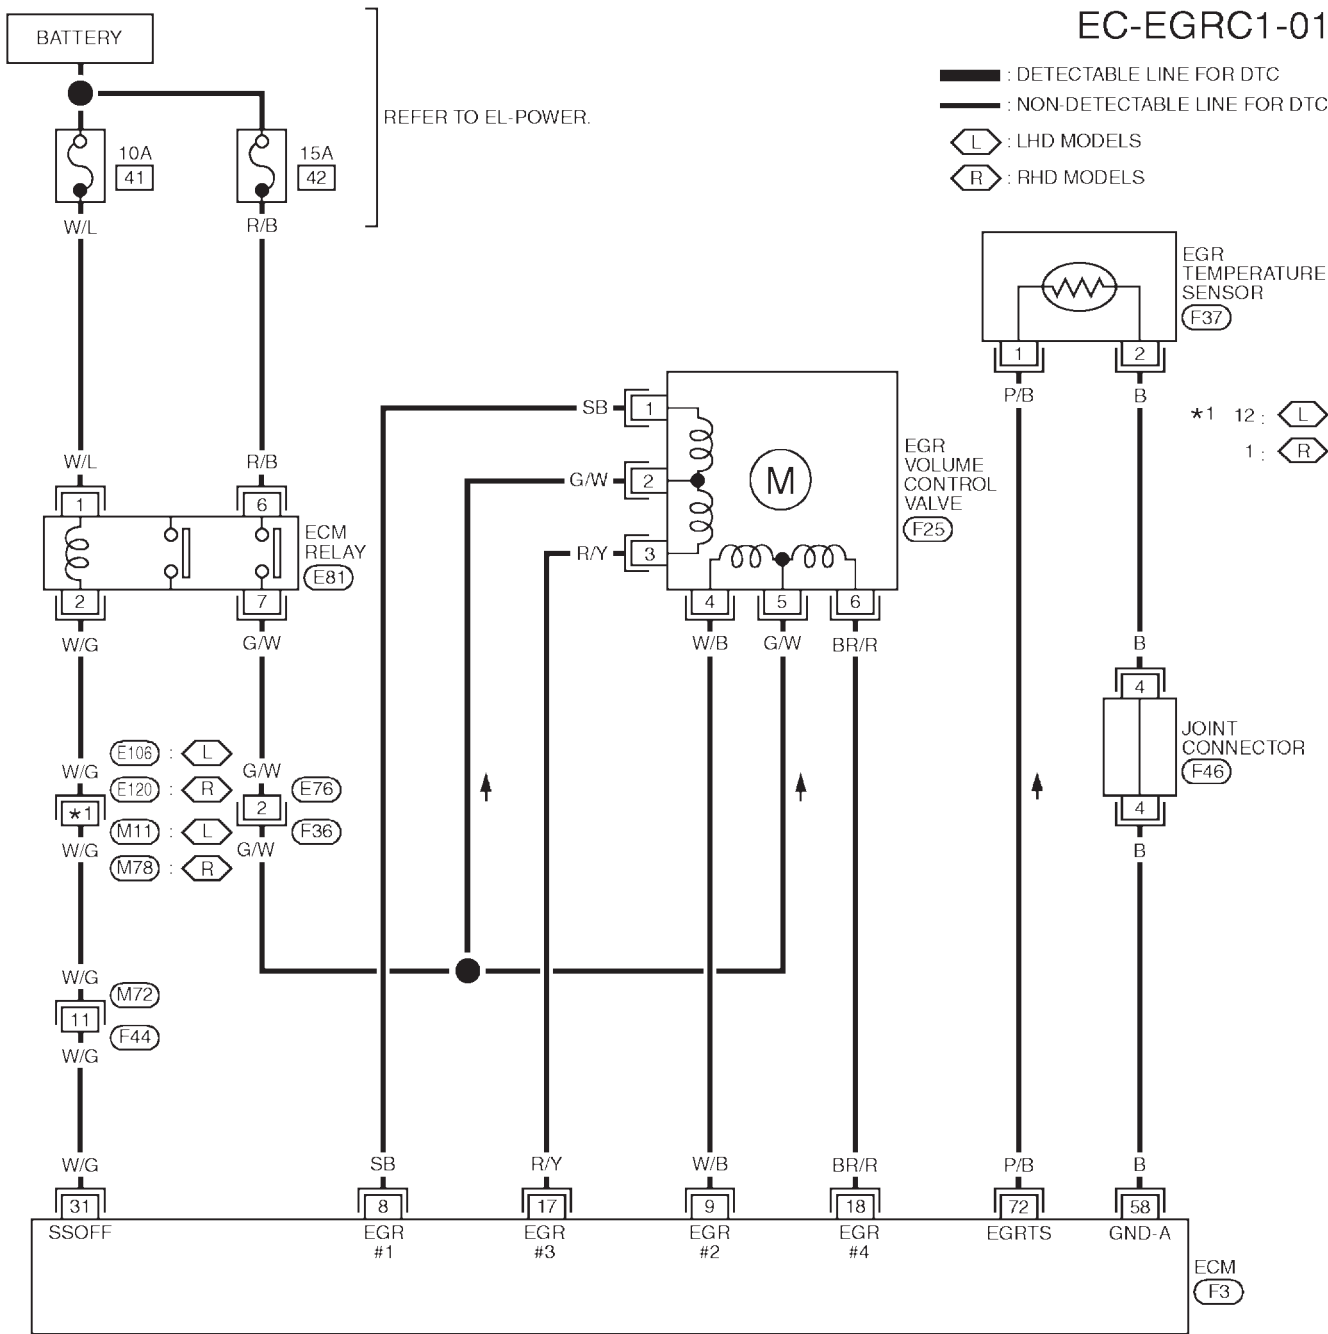 EC-EGRC1-01
BATTERY
: DETECTABLE LINE FOR DTC
: NON-DETECTABLE LINE FOR DTC
L : LHD MODELS
R : RHD MODELS
REFER TO EL-POWER.
10A
41
15A
42
W/L
R/B
EGR
TEMPERATURE
SENSOR
F37
1
2
P/B
B
*1 12 : L
1 : R
SB
1
G/W
2
R/Y
3
M
EGR
VOLUME
CONTROL
VALVE
F25
W/L
R/B
1
6
ECM
RELAY
E81
2
7
4
5
6
W/G
G/W
W/B
G/W
BR/R
B
4
JOINT
CONNECTOR
F46
4
B
E106 : L
E120 : R
M11 : L
M78 : R
W/G
*1
W/G
G/W
2
G/W
E76
F36
W/G
M72
11
F44
W/G
W/G
SB
R/Y
W/B
BR/R
P/B
B
31
8
17
9
18
72
58
SSOFF
EGR
#1
EGR
#3
EGR
#2
EGR
#4
EGRTS
GND-A
ECM
F3